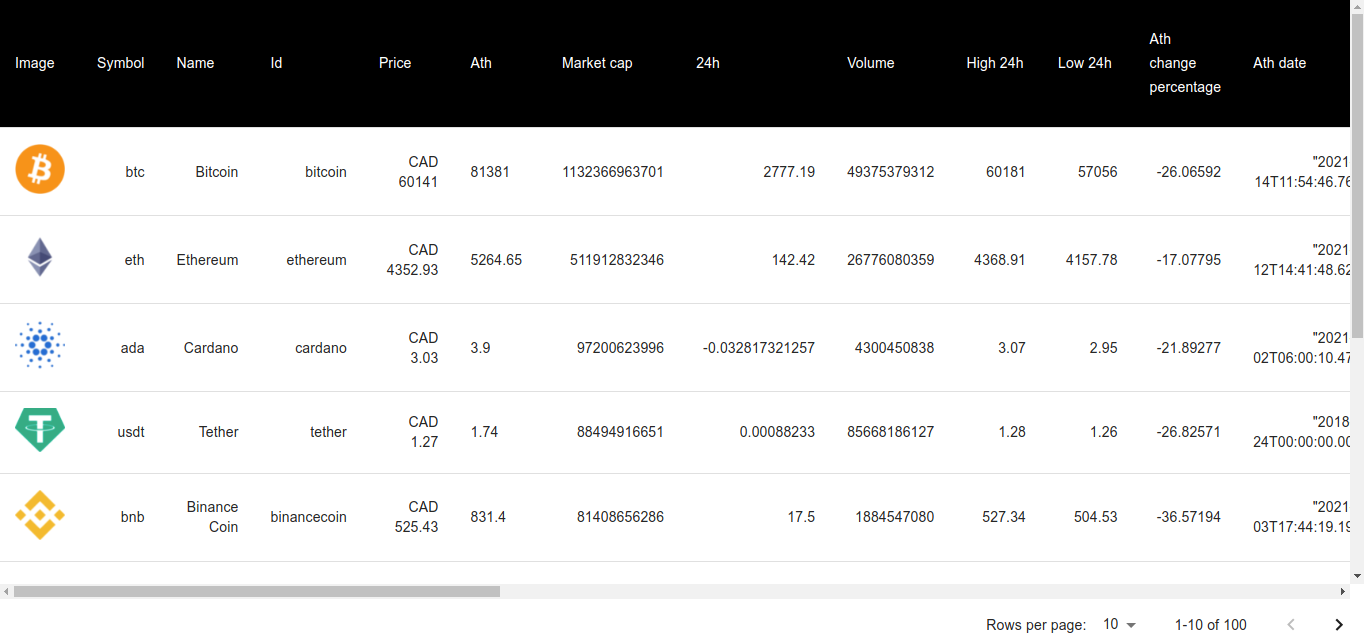 Image Symbol Name Id Price Ath Market cap 24h Volume High 24h Low 24h Ath change percentage Ath date
btc Bitcoin bitcoin CAD 60141 81381 1132366963701 2777.19 49375379312 60181 57056 -26.06592 "2021 14T11:54:46.76
eth Ethereum ethereum CAD 4352.93 5264.65 511912832346 142.42 26776080359 4368.91 4157.78 -17.07795 "2021 12T14:41:48.62
ada Cardano cardano CAD 3.03 3.9 97200623996 -0.032817321257 4300450838 3.07 2.95 -21.89277 "2021 02T06:00:10.47
usdt Tether tether CAD 1.27 1.74 88494916651 0.00088233 85668186127 1.28 1.26 -26.82571 "2018 24T00:00:00.00
bnb Binance Coin binancecoin CAD 525.43 831.4 81408656286 17.5 1884547080 527.34 504.53 -36.57194 "2021 03T17:44:19.19
Rows per page: 10 1-10 of 100